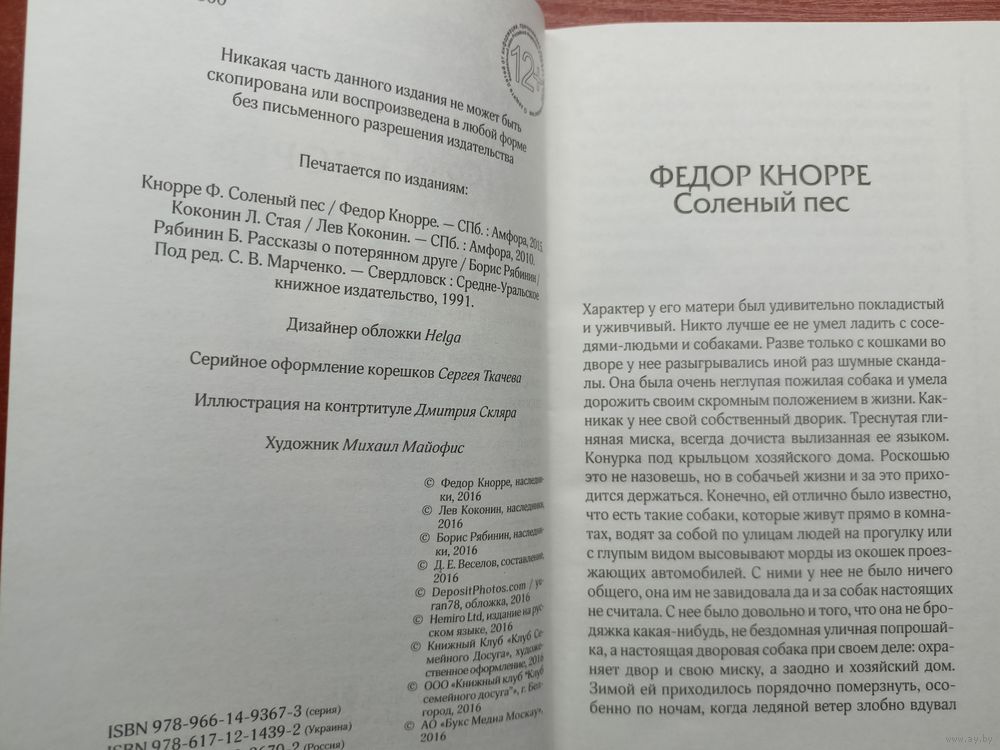 12+
Никакая часть данного издания не может быть
скопирована или воспроизведена в любой форме
без письменного разрешения издательства
Печатается по изданиям:
Кнорре Ф. Соленый пес / Федор Кнорре. — СПб. : Амфора, 2015.
Коконин Л. Стая / Лев Коконин. — СПб. : Амфора, 2010.
Рябинин Б. Рассказы о потерянном друге / Борис Рябинин /
Под ред. С. В. Марченко. — Свердловск : Средне-Уральское
книжное издательство, 1991.
Дизайнер обложки Helga
Серийное оформление корешков Сергея Ткачева
Иллюстрация на контртитуле Дмитрия Скляра
Художник Михаил Майофис
© Федор Кнорре, наследни-
ки, 2016
© Лев Коконин, наследники,
2016
© Борис Рябинин, наследни-
ки, 2016
© Д. Е. Веселов, составление,
2016
© DepositPhotos.com / ye-
ran78, обложка, 2016
© Hemiro Ltd, издание на рус-
ском языке, 2016
© Книжный Клуб «Клуб Се-
мейного Досуга», художе-
ственное оформление, 2016
© ООО «Книжный клуб "Клуб
семейного досуга"», г. Бел-
город, 2016
© АО «Букс Медиа Москау»,
2016
ISBN 978-966-14-9367-3 (серия)
ISBN 978-617-12-1439-2 (Украина)
(Россия)
ФЕДОР КНОРРЕ
Соленый пес
Характер у его матери был удивительно покладистый
и уживчивый. Никто лучше ее не умел ладить с сосе-
дями-людьми и собаками. Разве только с кошками во
дворе у нее разыгрывались иной раз шумные сканда-
лы. Она была очень неглупая пожилая собака и умела
дорожить своим скромным положением в жизни. Как-
никак у нее свой собственный дворик. Треснутая гли-
няная миска, всегда дочиста вылизанная ее языком.
Конурка под крыльцом хозяйского дома. Роскошью
это не назовешь, но в собачьей жизни и за это прихо-
дится держаться. Конечно, ей отлично было известно,
что есть такие собаки, которые живут прямо в комна-
тах, водят за собой по улицам людей на прогулку или
с глупым видом высовывают морды из окошек проез-
жающих автомобилей. С ними у нее не было ничего
общего, она им не завидовала да и за собак настоящих
не считала. С нее было довольно и того, что она не бро-
дяжка какая-нибудь, не бездомная уличная попрошай-
ка, а настоящая дворовая собака при своем деле: ох-
раняет двор и свою миску, а заодно и хозяйский дом.
Зимой ей приходилось порядочно померзнуть, осо-
бенно по ночам, когда ледяной ветер злобно вдувал
www.ay.by